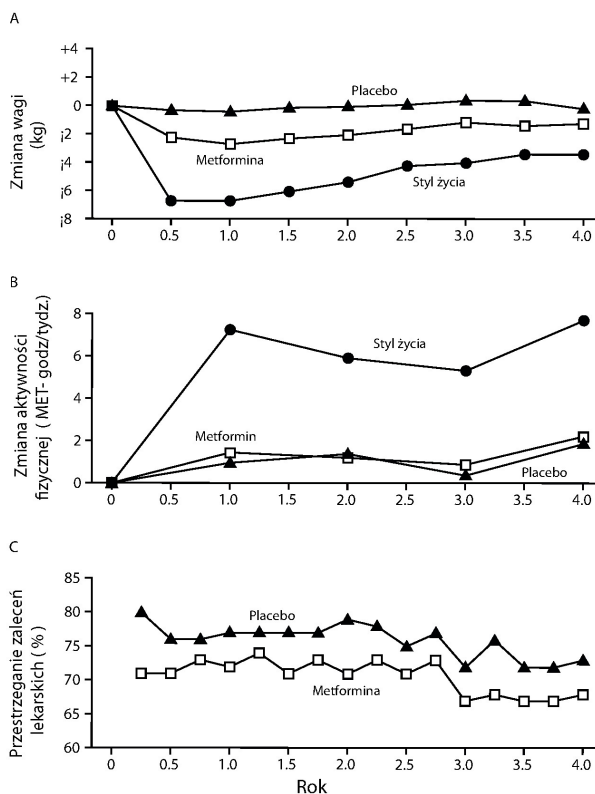 A
Zmiana wagi
(kg)
+4
+2
0
¡2
¡4
¡6
¡8
Placebo
Metformina
Styl życia
0 0.5 1.0 1.5 2.0 2.5 3.0 3.5 4.0
B
Zmiana aktywności
fizycznej ( MET- godz/tydz.)
8
6
4
2
0
Styl życia
Metformin
Placebo
0 0.5 1.0 1.5 2.0 2.5 3.0 3.5 4.0
C
Przestrzeganie zaleceń
lekarskich ( % )
85
80
75
70
65
60
Placebo
Metformina
0 0.5 1.0 1.5 2.0 2.5 3.0 3.5 4.0
Rok